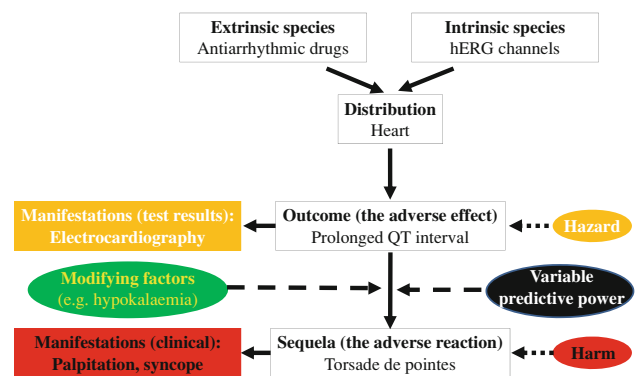 Extrinsic species
Antiarrhythmic drugs
Intrinsic species
hERG channels
Distribution
Heart
Manifestations (test results):
Electrocardiography
Outcome (the adverse effect)
Prolonged QT interval
Hazard
Modifying factors
(e.g. hypokalaemia)
Variable
predictive power
Manifestations (clinical):
Palpitation, syncope
Sequela (the adverse reaction)
Torsade de pointes
Harm